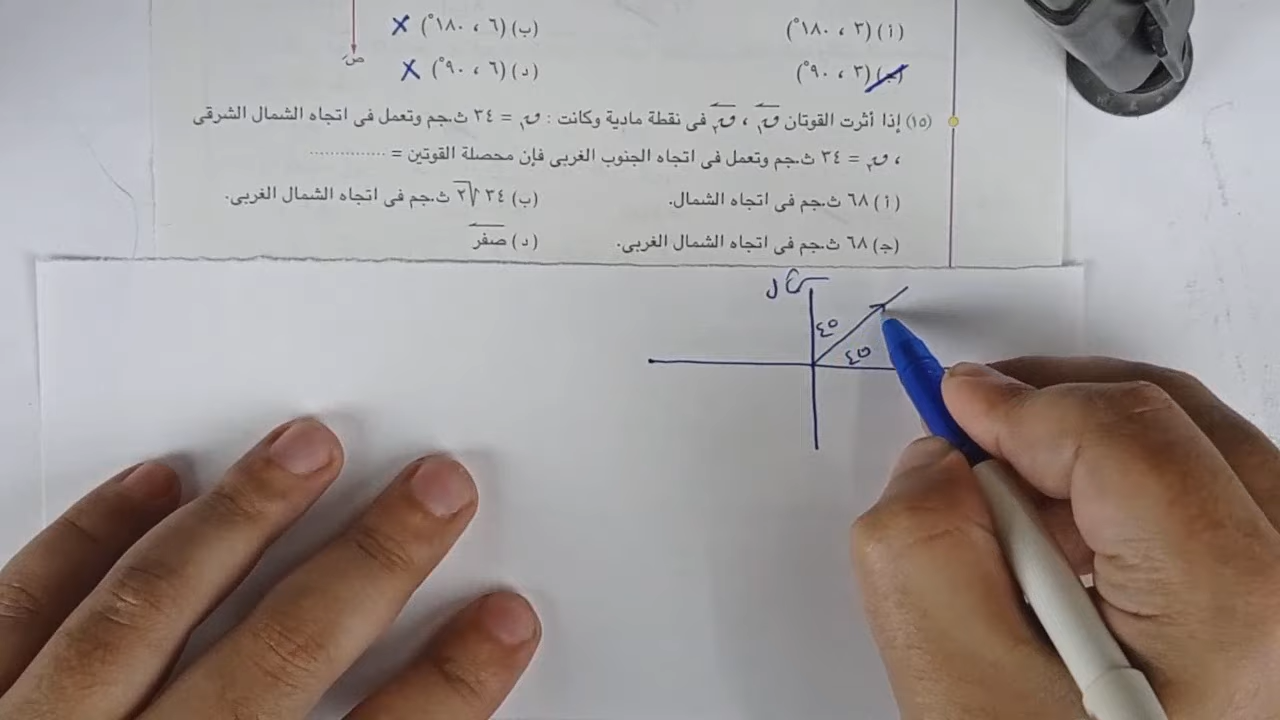 (أ) (٣ ، ١٨٠°) (ب) (٦ ، ١٨٠°) X
(جـ) (٣ ، ٩٠°) (د) (٦ ، ٩٠°) X
صَ
(١٥) إذا أثرت القوتان ق١ ، ق٢ فى نقطة مادية وكانت : ق١ = ٣٤ ث.جم وتعمل فى اتجاه الشمال الشرقى
، ق٢ = ٣٤ ث.جم وتعمل فى اتجاه الجنوب الغربى فإن محصلة القوتين = ...............
(أ) ٦٨ ث.جم فى اتجاه الشمال. (ب) ٣٤ √٢ ث.جم فى اتجاه الشمال الغربى.
(جـ) ٦٨ ث.جم فى اتجاه الشمال الغربى. (د) صفر
٤٥
٤٥